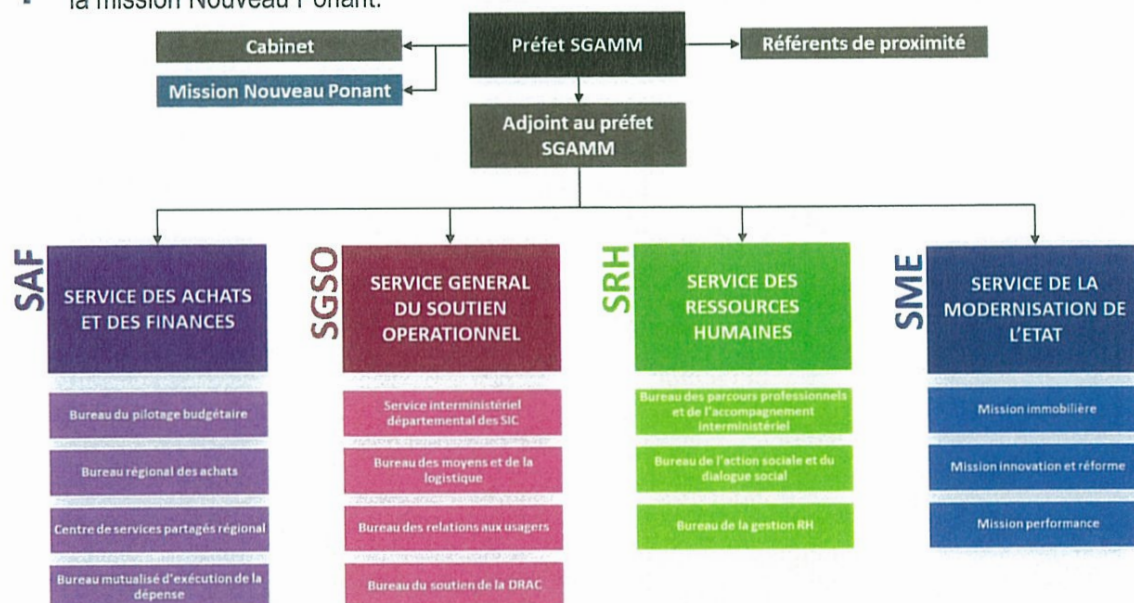 la mission Nouveau Ponant.
Cabinet
Préfet SGAMM
Référents de proximité
Mission Nouveau Ponant
Adjoint au préfet
SGAMM
SAF
SERVICE DES ACHATS
ET DES FINANCES
Bureau du pilotage budgétaire
Bureau régional des achats
Centre de services partagés régional
Bureau mutualisé d'exécution de la
dépense
SGSO
SERVICE GENERAL
DU SOUTIEN
OPERATIONNEL
Service interministériel
départemental des SIC
Bureau des moyens et de la
logistique
Bureau des relations aux usagers
Bureau du soutien de la DRAC
SRH
SERVICE DES
RESSOURCES
HUMAINES
Bureau des parcours professionnels
et de l'accompagnement
interministériel
Bureau de l'action sociale et du
dialogue social
Bureau de la gestion RH
SME
SERVICE DE LA
MODERNISATION DE
L'ETAT
Mission immobilière
Mission innovation et réforme
Mission performance